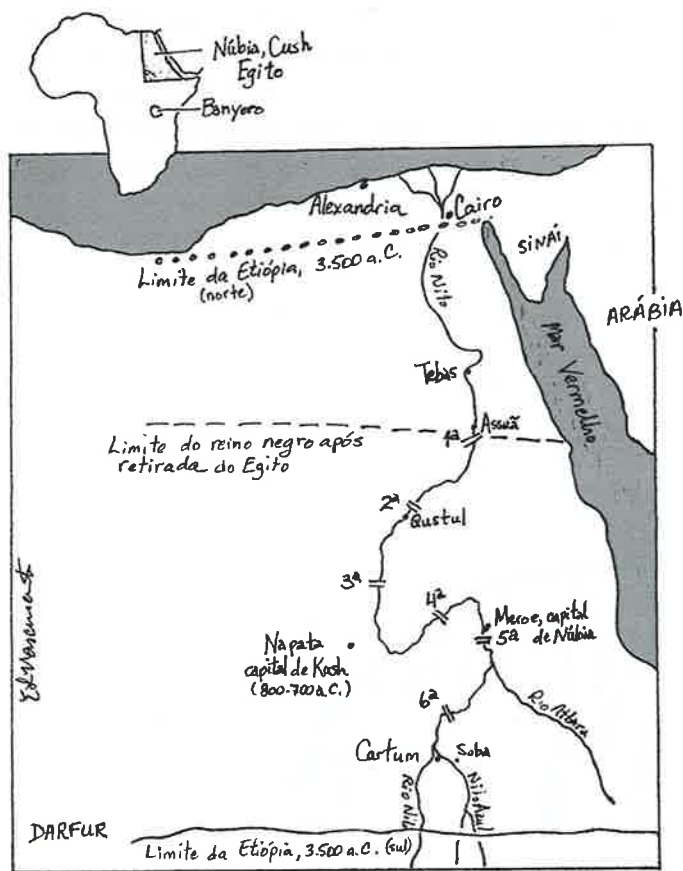 Núbia, Cush
Egito
Banyoro
Alexandria
Cairo
Limite da Etiópia, 3.500 a.C.
(norte)
Rio Nilo
SINAÍ
ARÁBIA
Mar Vermelho
Tebas
Assuã
1ª
Limite do reino negro após
retirada do Egito
2ª
Qustul
3ª
4ª
Meroe, capital
5ª de Núbia
Napata
capital de Kush
(800-700 a.C.)
6ª
Rio Atbara
Cartum
Soba
Rio Nil
Nilo Azul
DARFUR
Limite da Etiópia, 3.500 a.C. (sul)